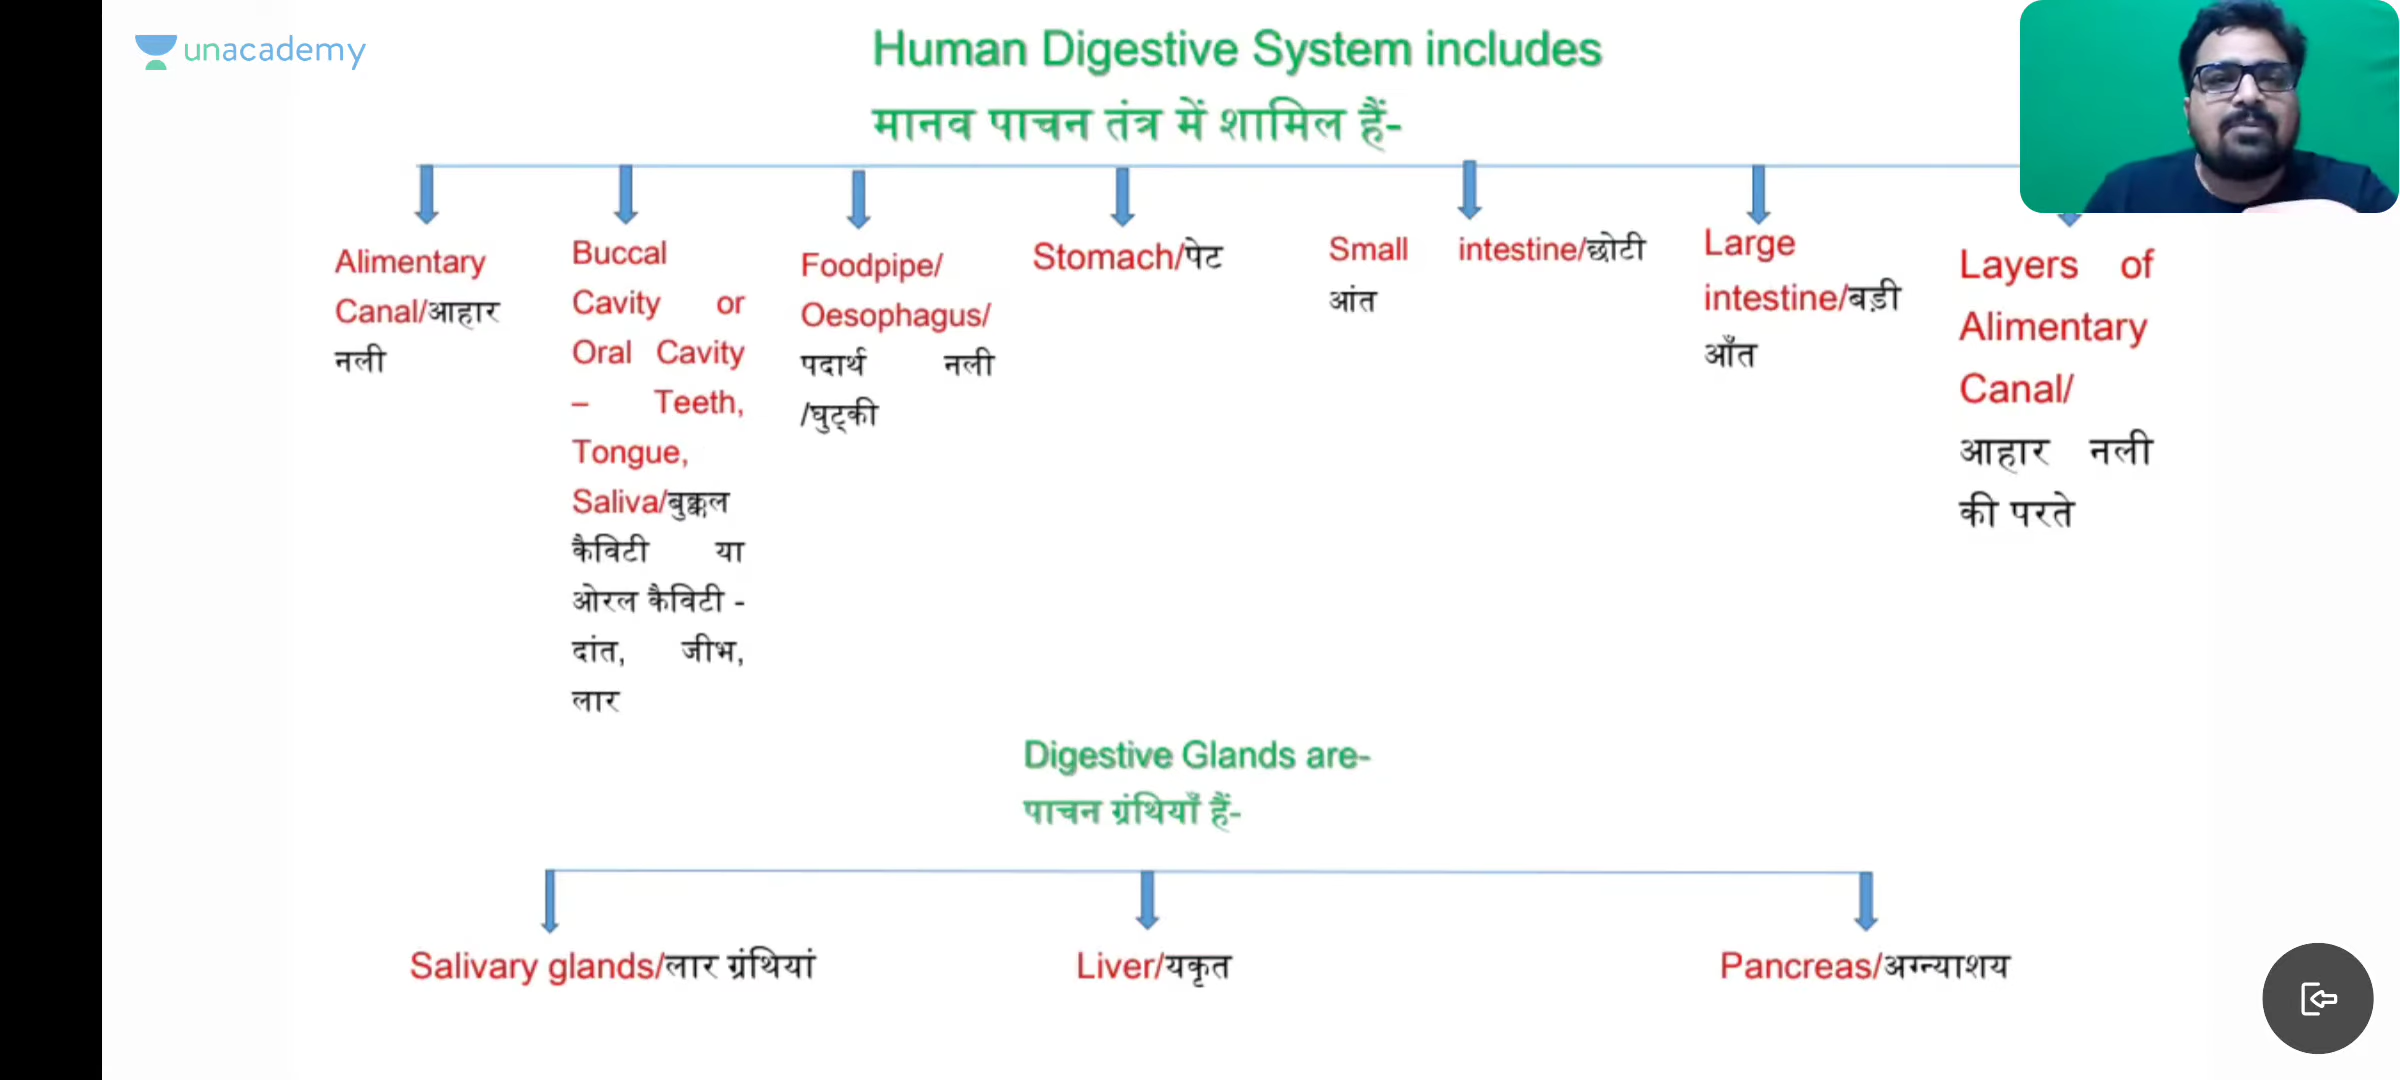 unacademy
Human Digestive System includes
मानव पाचन तंत्र में शामिल हैं-
Alimentary
Canal/आहार
नली
Buccal
Cavity or
Oral Cavity
– Teeth,
Tongue,
Saliva/बुक्कल
कैविटी या
ओरल कैविटी -
दांत, जीभ,
लार
Foodpipe/
Oesophagus/
पदार्थ नली
/घुट्की
Stomach/पेट
Small intestine/छोटी
आंत
Large
intestine/बड़ी
आँत
Layers of
Alimentary
Canal/
आहार नली
की परते
Digestive Glands are-
पाचन ग्रंथियाँ हैं-
Salivary glands/लार ग्रंथियां
Liver/यकृत
Pancreas/अग्न्याशय